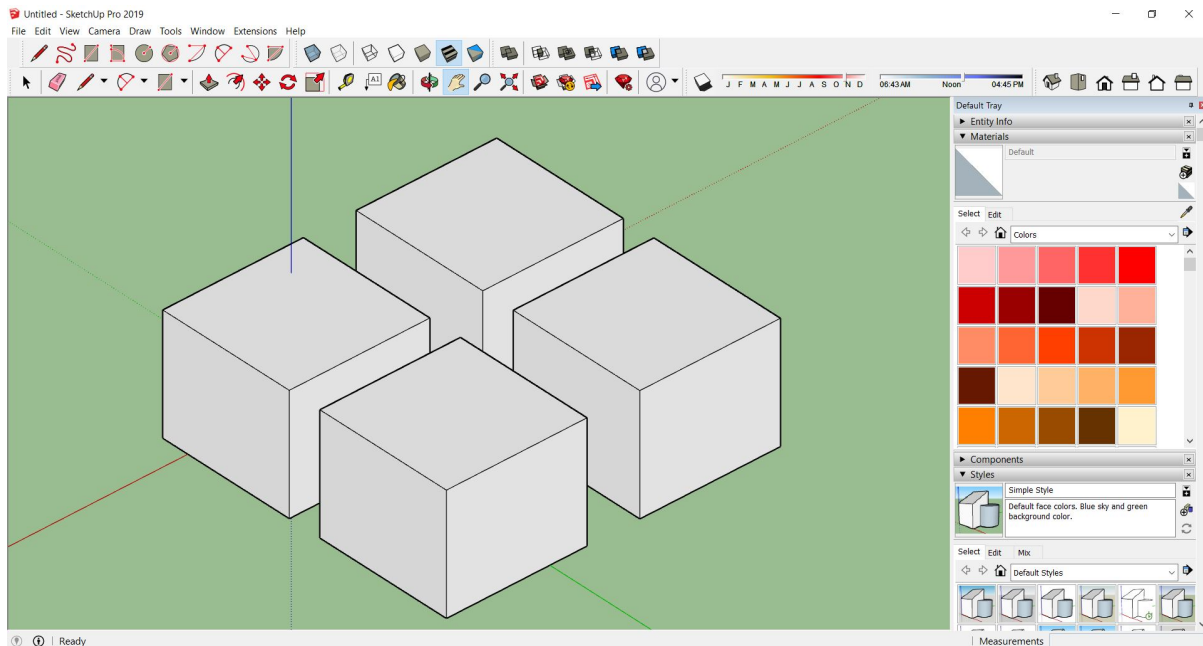 Untitled - SketchUp Pro 2019
File Edit View Camera Draw Tools Window Extensions Help
A1
J F M A M J J A S O N D 06:43 AM Noon 04:45 PM
Default Tray
Entity Info
Materials
Default
Select Edit
Colors
Components
Styles
Simple Style
Default face colors. Blue sky and green
background color.
Select Edit Mix
Default Styles
Ready
Measurements